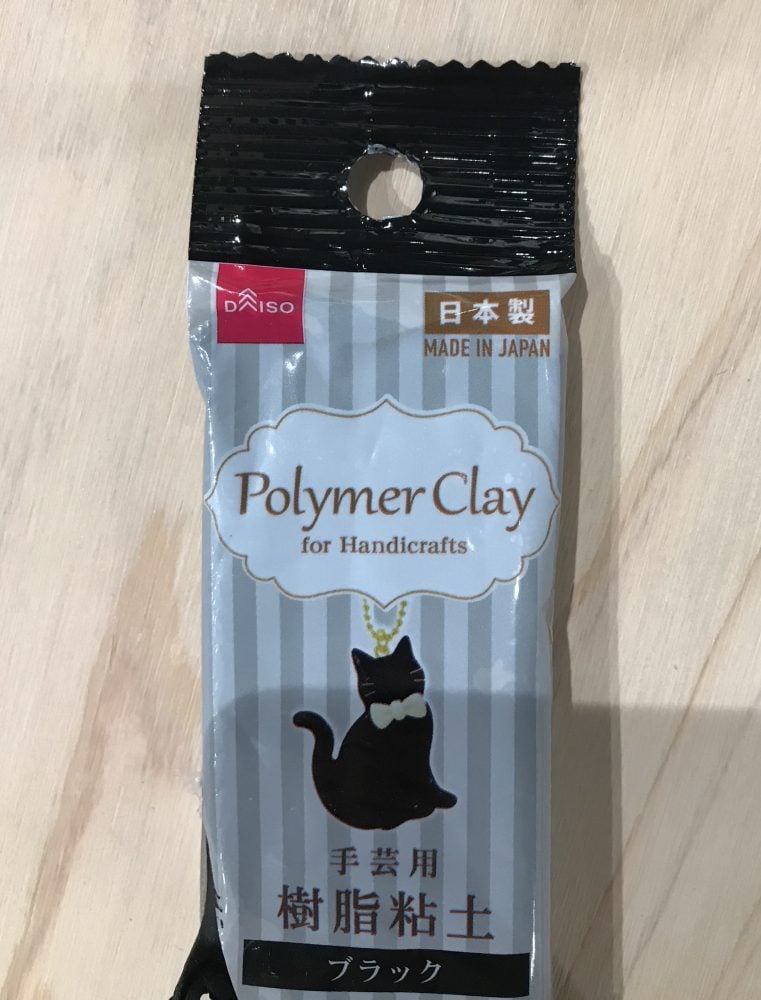 DAISO
日本製
MADE IN JAPAN
Polymer Clay
for Handicrafts
手芸用
樹脂粘土
ブラック